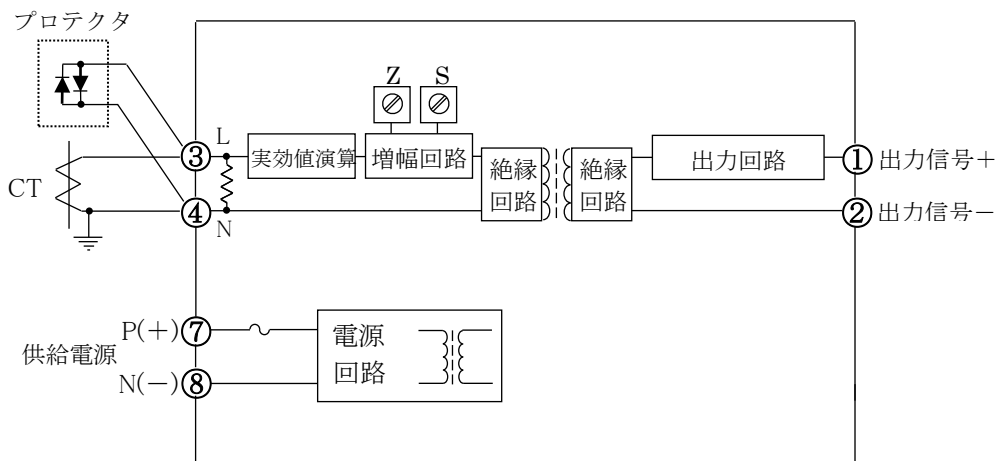 プロテクタ
Z S
③ L
実効値演算
増幅回路
絶縁
回路
絶縁
回路
出力回路
① 出力信号+
CT
④ N
② 出力信号−
P(+) ⑦
供給電源
N(−) ⑧
電源
回路